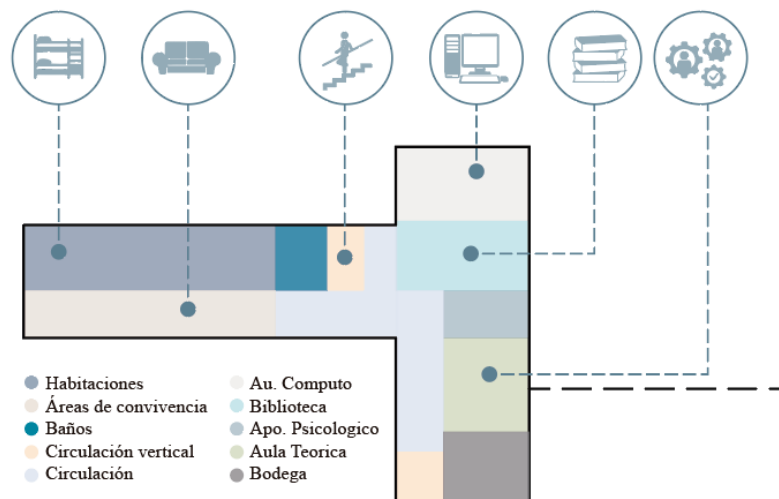 Habitaciones
Áreas de convivencia
Baños
Circulación vertical
Circulación
Au. Computo
Biblioteca
Apo. Psicologico
Aula Teorica
Bodega